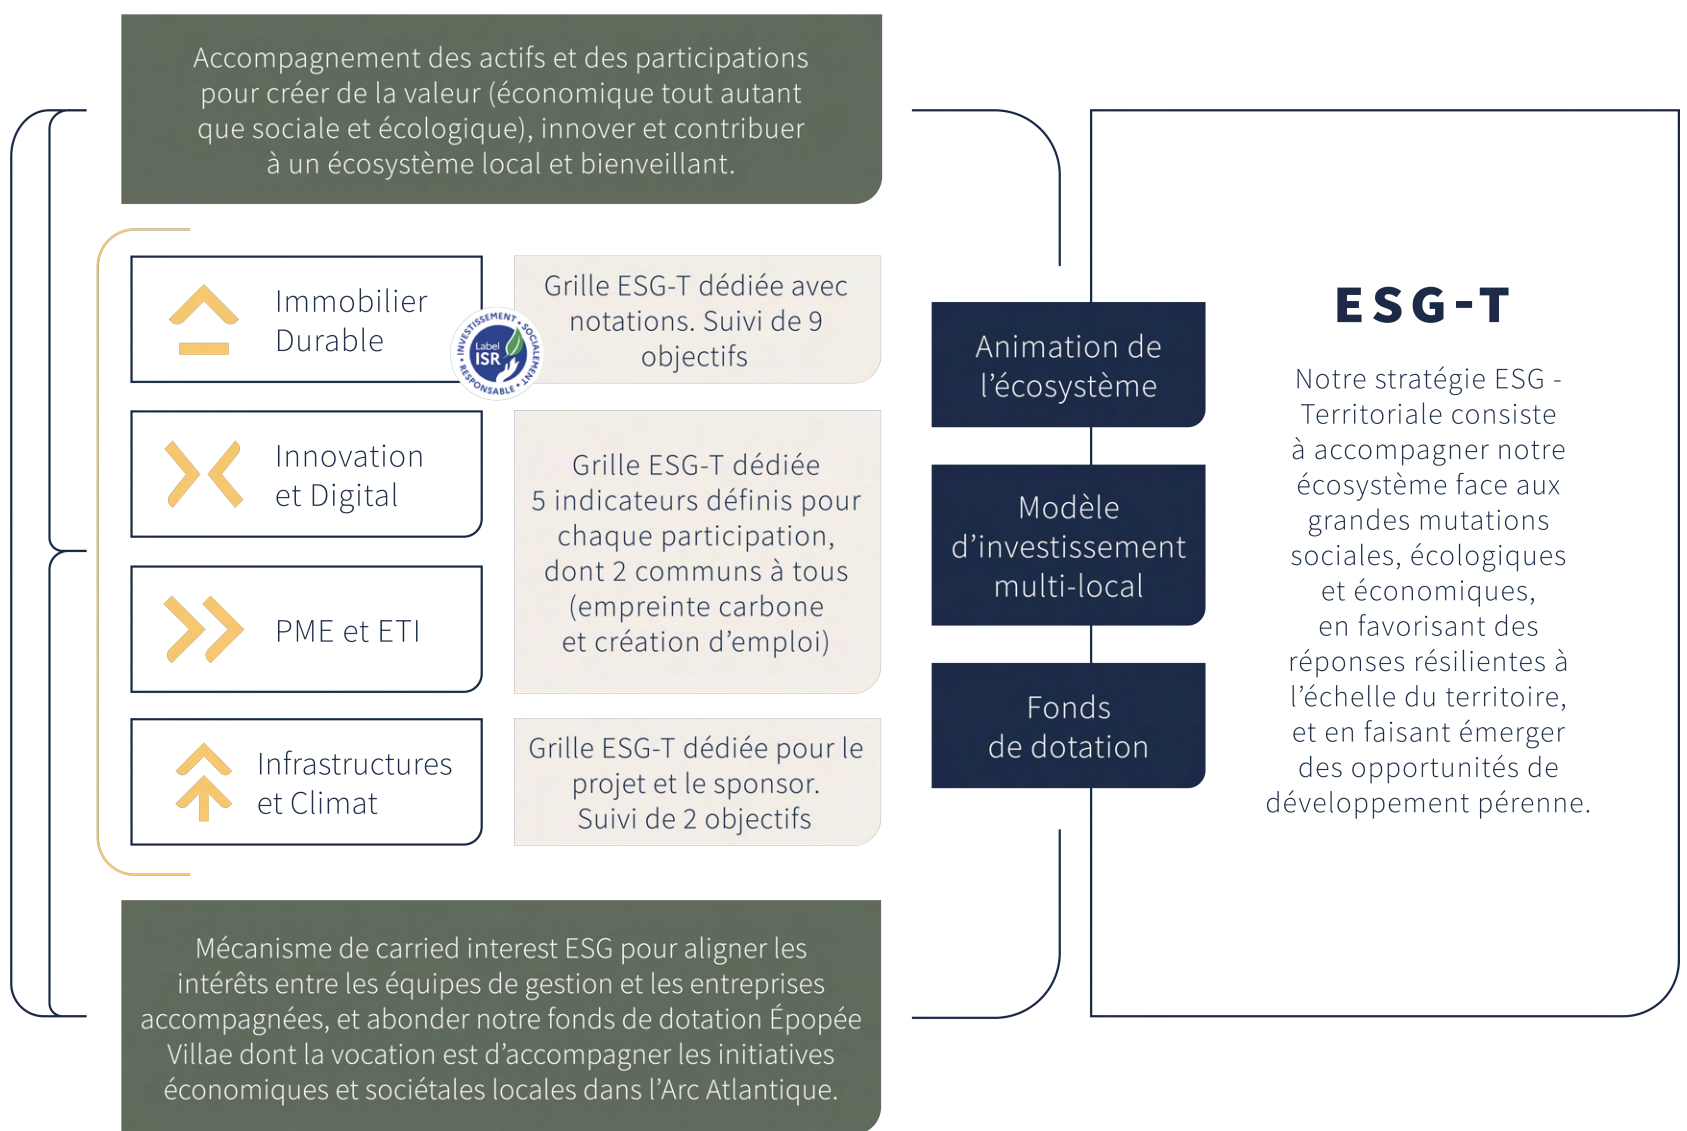 Accompagnement des actifs et des participations
pour créer de la valeur (économique tout autant
que sociale et écologique), innover et contribuer
à un écosystème local et bienveillant.
Immobilier
Durable
INVESTISSEMENT • SOCIALEMENT • RESPONSABLE •
Label
ISR
Grille ESG-T dédiée avec
notations. Suivi de 9
objectifs
Innovation
et Digital
PME et ETI
Grille ESG-T dédiée
5 indicateurs définis pour
chaque participation,
dont 2 communs à tous
(empreinte carbone
et création d’emploi)
Infrastructures
et Climat
Grille ESG-T dédiée pour le
projet et le sponsor.
Suivi de 2 objectifs
Mécanisme de carried interest ESG pour aligner les
intérêts entre les équipes de gestion et les entreprises
accompagnées, et abonder notre fonds de dotation Épopée
Villae dont la vocation est d’accompagner les initiatives
économiques et sociétales locales dans l’Arc Atlantique.
Animation de
l’écosystème
Modèle
d’investissement
multi-local
Fonds
de dotation
ESG-T
Notre stratégie ESG -
Territoriale consiste
à accompagner notre
écosystème face aux
grandes mutations
sociales, écologiques
et économiques,
en favorisant des
réponses résilientes à
l’échelle du territoire,
et en faisant émerger
des opportunités de
développement pérenne.